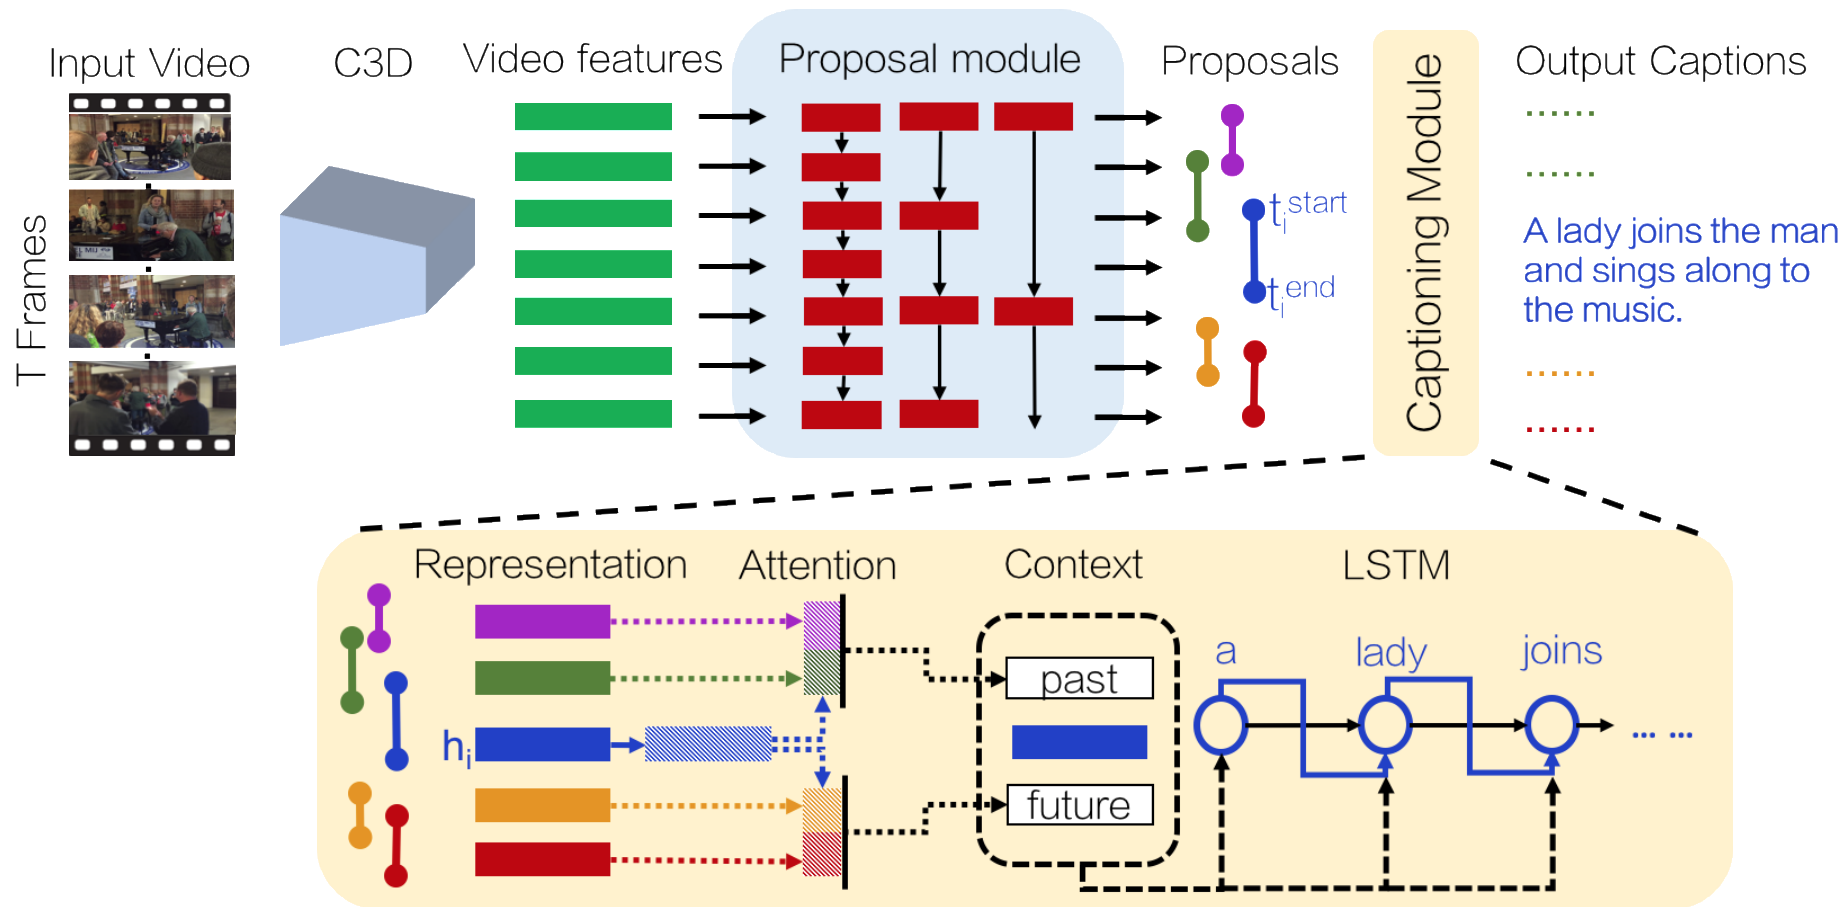 Input Video
C3D
Video features
Proposal module
Proposals
Captioning Module
Output Captions
T Frames
t_i^start
t_i^end
......
......
A lady joins the man
and sings along to
the music.
......
......
Representation
Attention
Context
LSTM
h_i
past
future
a
lady
joins
... ...